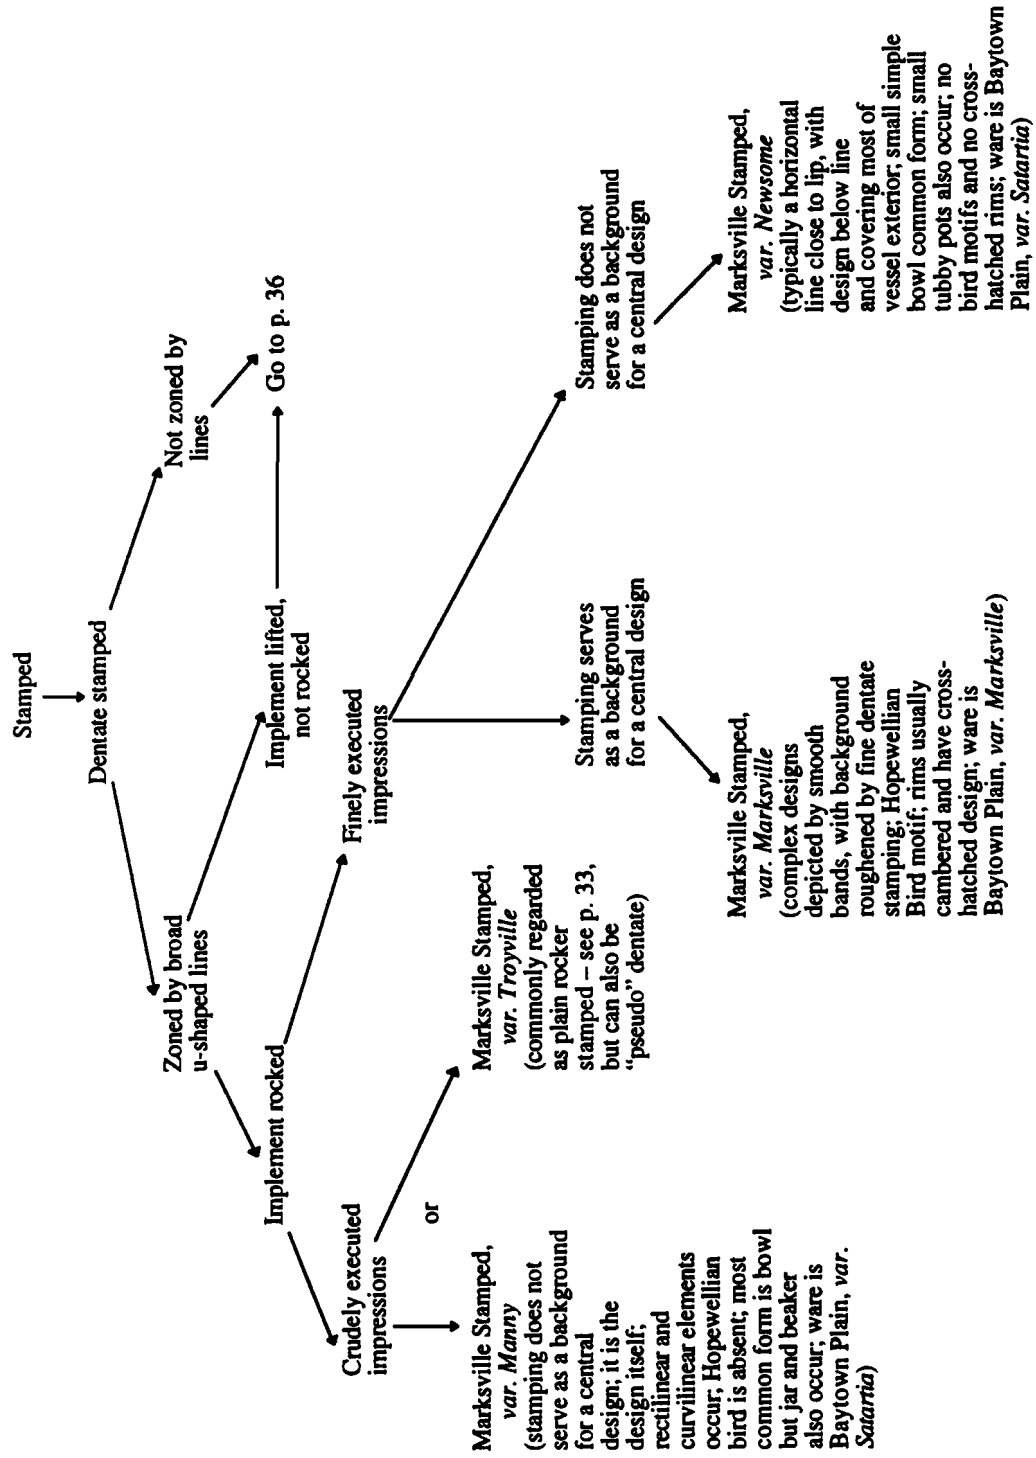 Stamped
Dentate stamped
Zoned by broad
u-shaped lines
Not zoned by
lines
Implement rocked
Implement lifted,
not rocked
Go to p. 36
Crudely executed
impressions
Finely executed
impressions
or
Marksville Stamped,
var. Manny
(stamping does not
serve as a background
for a central
design; it is the
design itself;
rectilinear and
curvilinear elements
occur; Hopewellian
bird is absent; most
common form is bowl
but jar and beaker
also occur; ware is
Baytown Plain, var.
Satartia)
Marksville Stamped,
var. Troyville
(commonly regarded
as plain rocker
stamped – see p. 33,
but can also be
“pseudo” dentate)
Stamping serves
as a background
for a central design
Stamping does not
serve as a background
for a central design
Marksville Stamped,
var. Marksville
(complex designs
depicted by smooth
bands, with background
roughened by fine dentate
stamping; Hopewellian
Bird motif; rims usually
cambered and have cross-
hatched design; ware is
Baytown Plain, var. Marksville)
Marksville Stamped,
var. Newsome
(typically a horizontal
line close to lip, with
design below line
and covering most of
vessel exterior; small simple
bowl common form; small
tubby pots also occur; no
bird motifs and no cross-
hatched rims; ware is Baytown
Plain, var. Satartia)